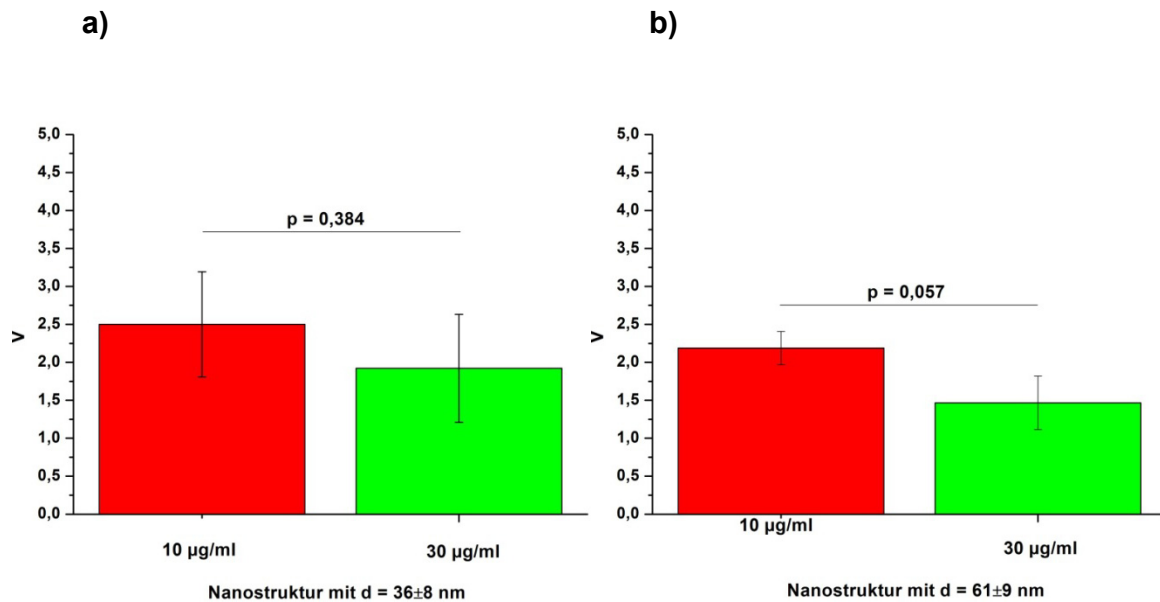 a)
5,0
4,5
4,0
3,5
3,0
2,5
2,0
1,5
1,0
0,5
0,0
V
p = 0,384
10 µg/ml
30 µg/ml
Nanostruktur mit d = 36±8 nm
b)
5,0
4,5
4,0
3,5
3,0
2,5
2,0
1,5
1,0
0,5
0,0
V
p = 0,057
10 µg/ml
30 µg/ml
Nanostruktur mit d = 61±9 nm